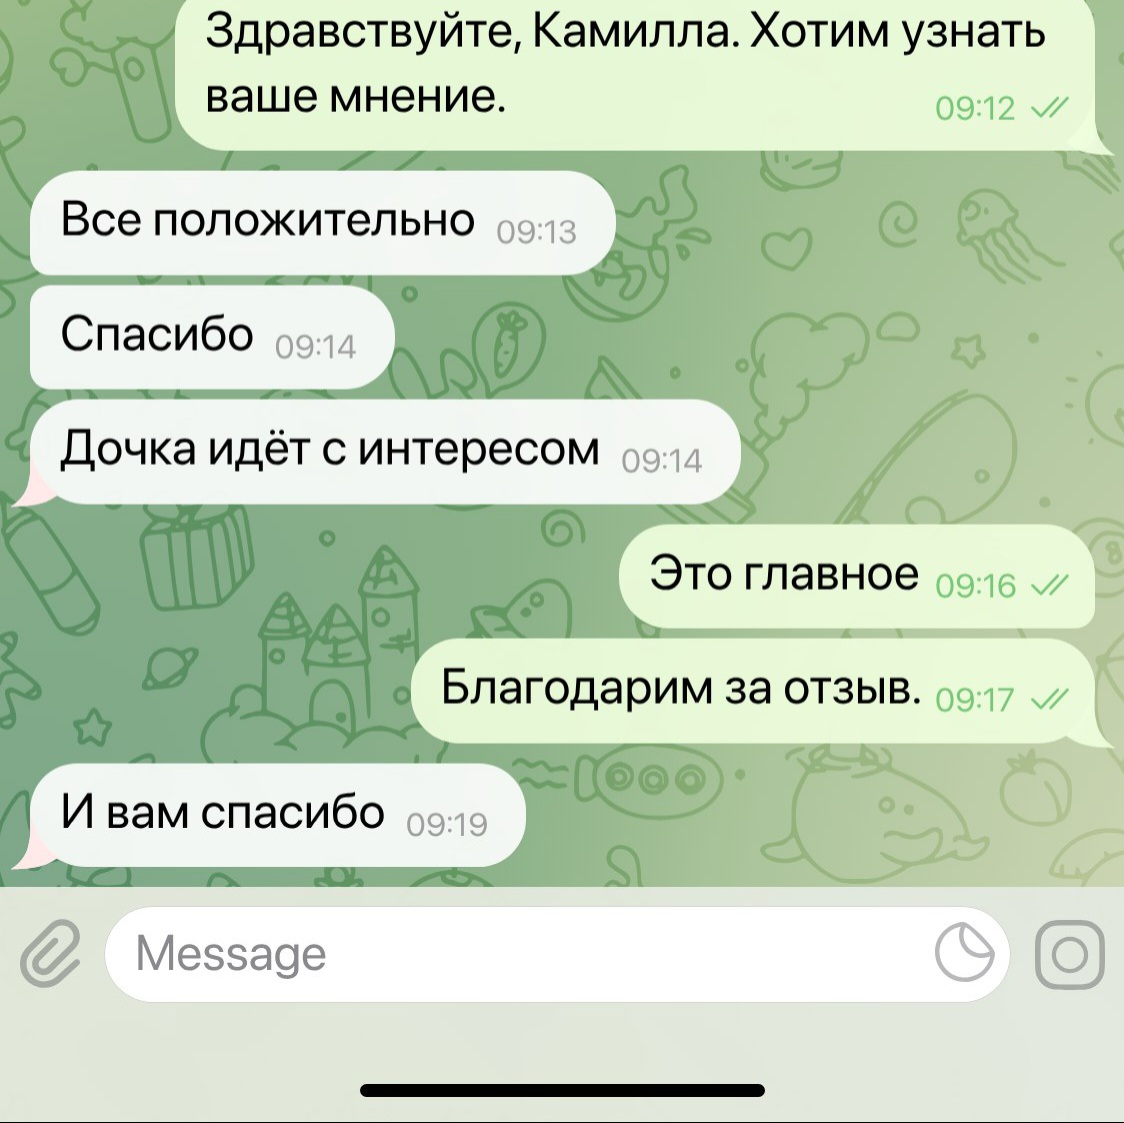 Здравствуйте, Камилла. Хотим узнать
ваше мнение.
09:12
Все положительно 09:13
Спасибо 09:14
Дочка идёт с интересом 09:14
Это главное 09:16
Благодарим за отзыв. 09:17
И вам спасибо 09:19
Message